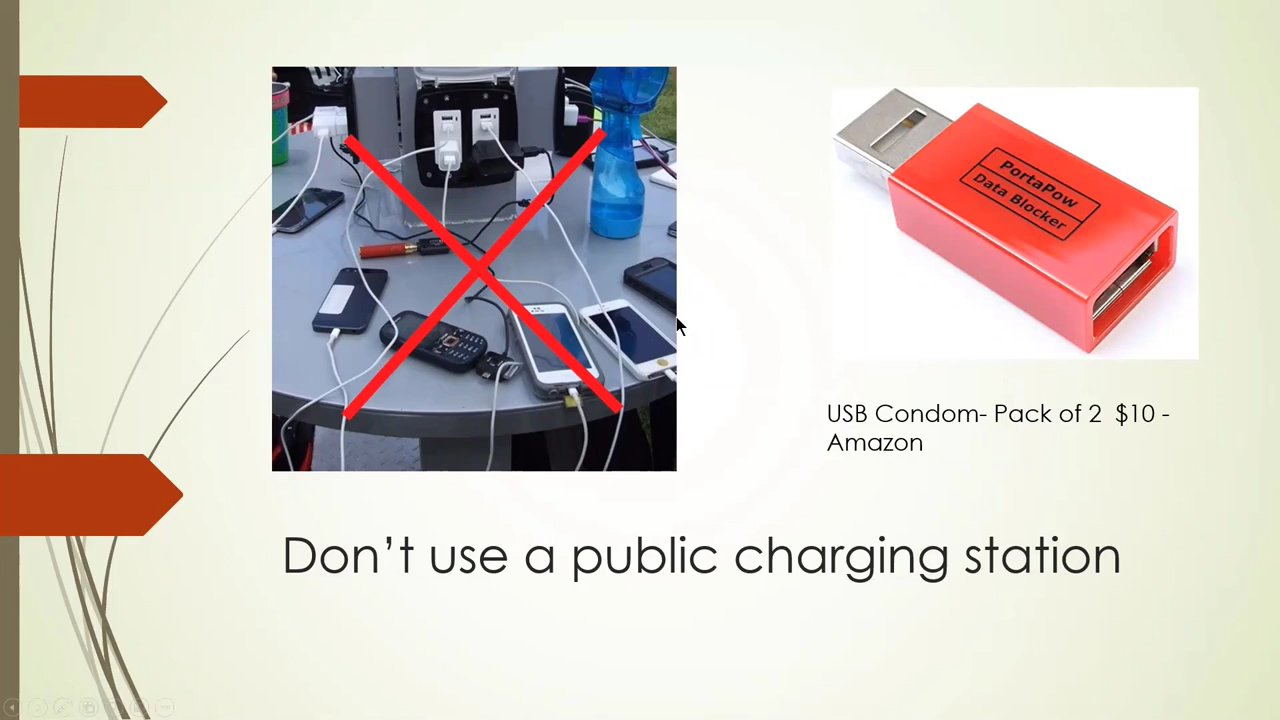 PortaPow
Data Blocker
USB Condom- Pack of 2  $10 -
Amazon
Don’t use a public charging station